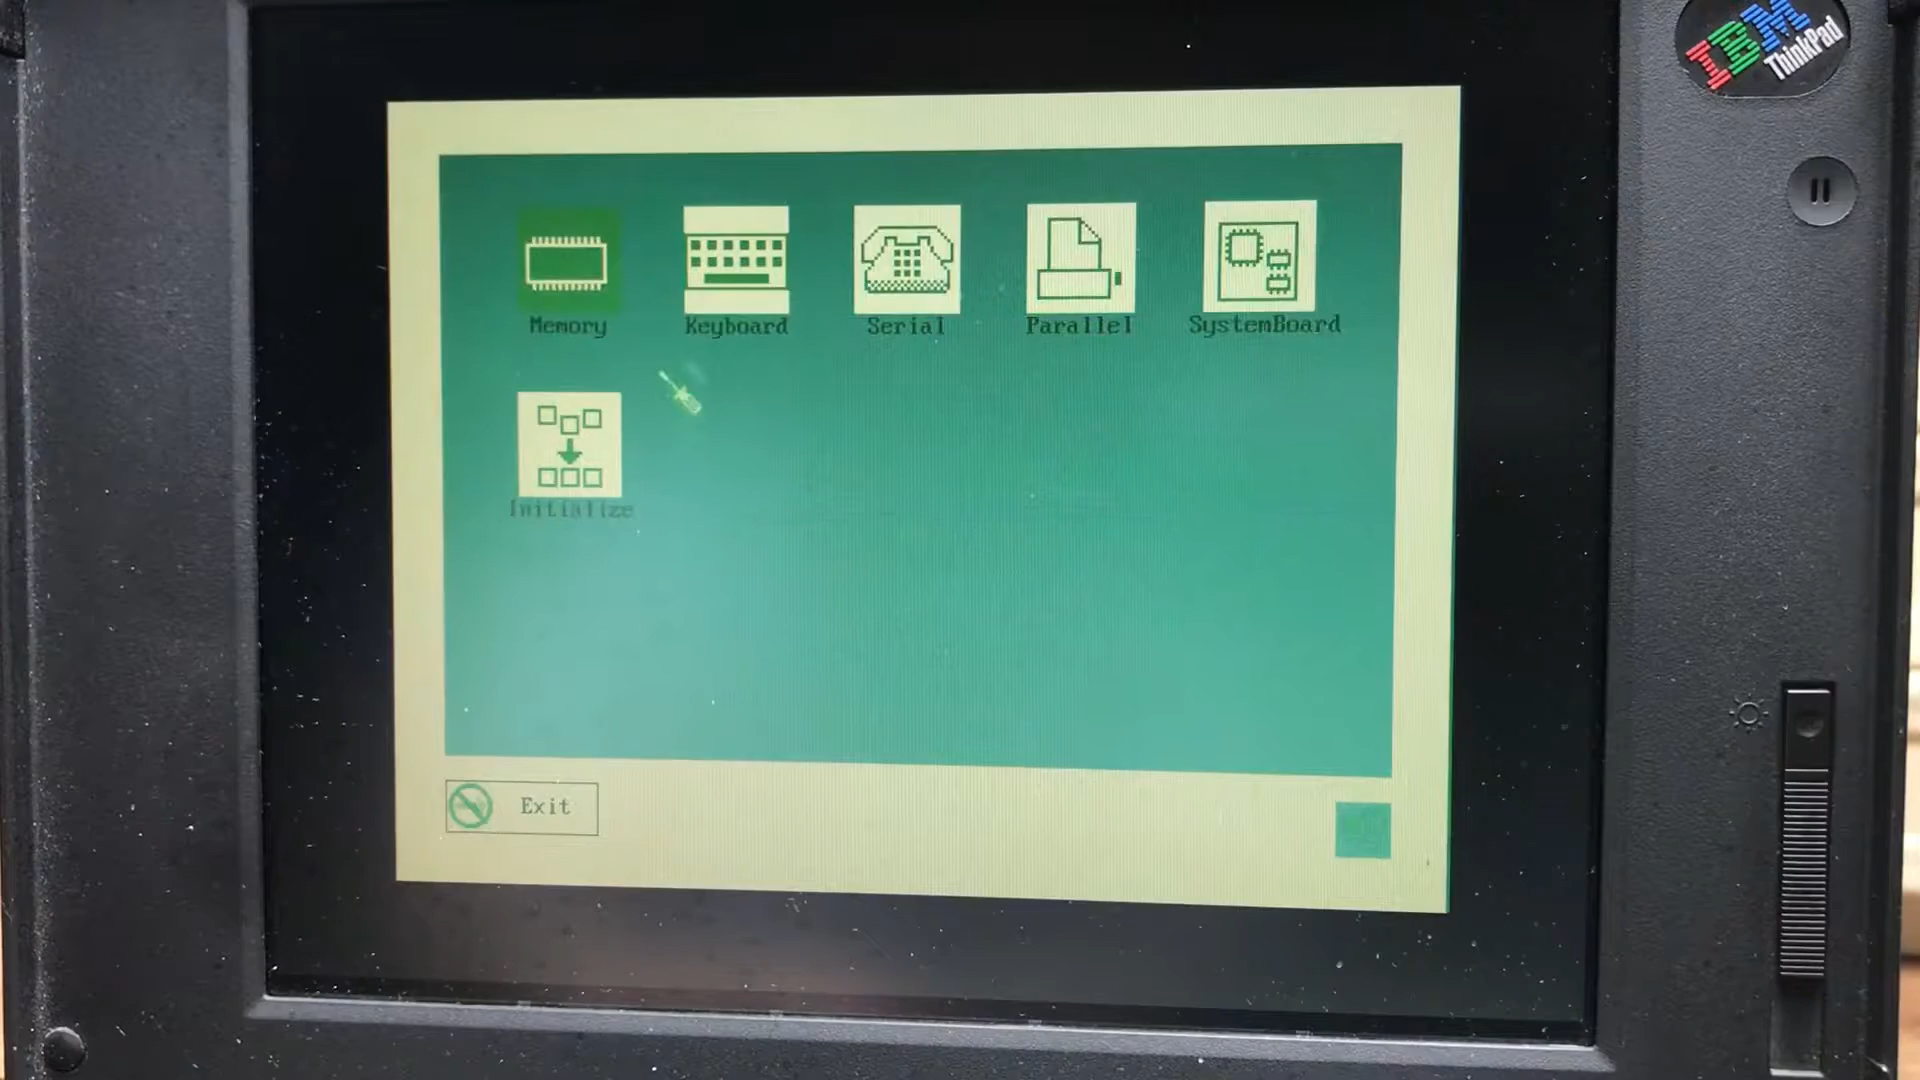 IBM
ThinkPad
Memory Keyboard Serial Parallel SystemBoard
Initialize
Exit